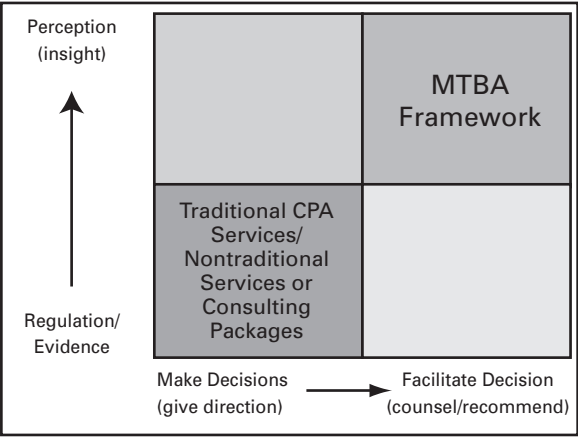 Perception
(insight)
MTBA
Framework
Traditional CPA
Services/
Nontraditional
Services or
Consulting
Packages
Regulation/
Evidence
Make Decisions
(give direction)
Facilitate Decision
(counsel/recommend)